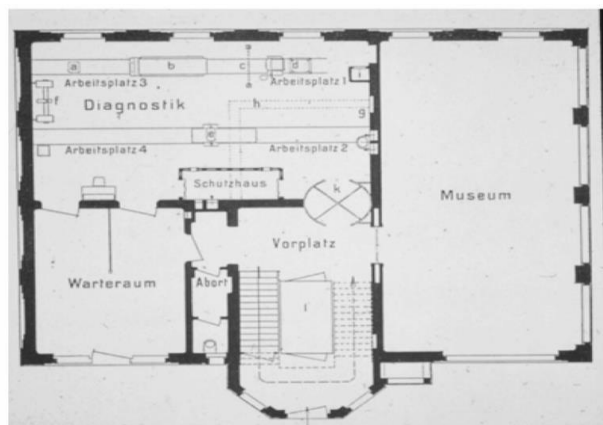 a b c d i
Arbeitsplatz 3 Arbeitsplatz 1
f Diagnostik h g
e
Arbeitsplatz 4 Arbeitsplatz 2
Schutzhaus k
Museum
Vorplatz
Warteraum Abort l